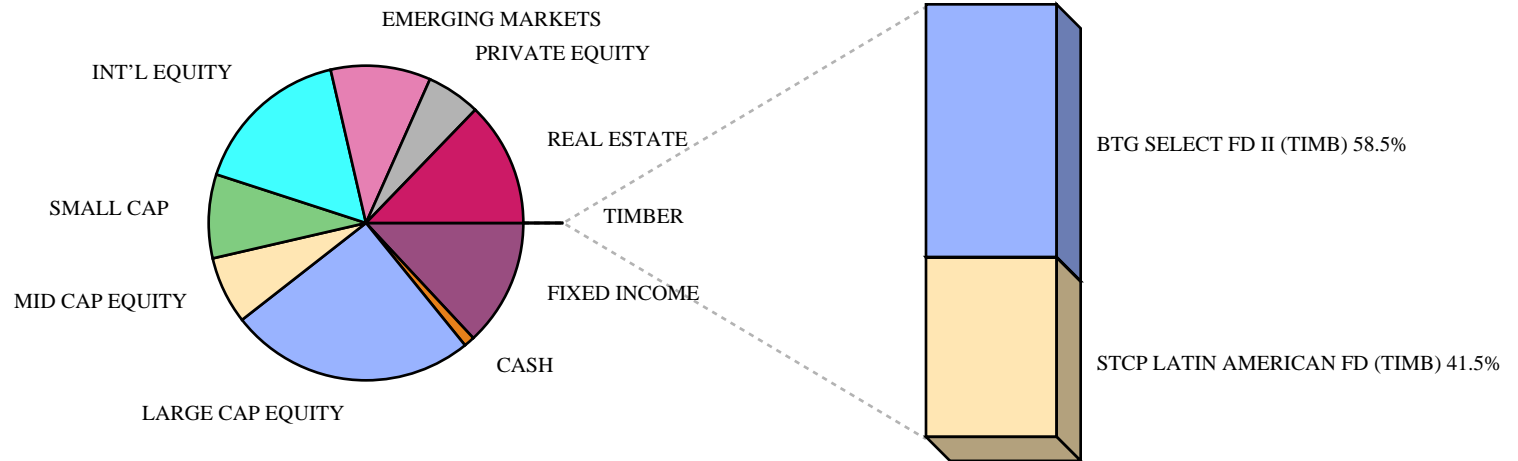 EMERGING MARKETS
PRIVATE EQUITY
INT'L EQUITY
REAL ESTATE
BTG SELECT FD II (TIMB) 58.5%
SMALL CAP
TIMBER
MID CAP EQUITY
FIXED INCOME
CASH
STCP LATIN AMERICAN FD (TIMB) 41.5%
LARGE CAP EQUITY